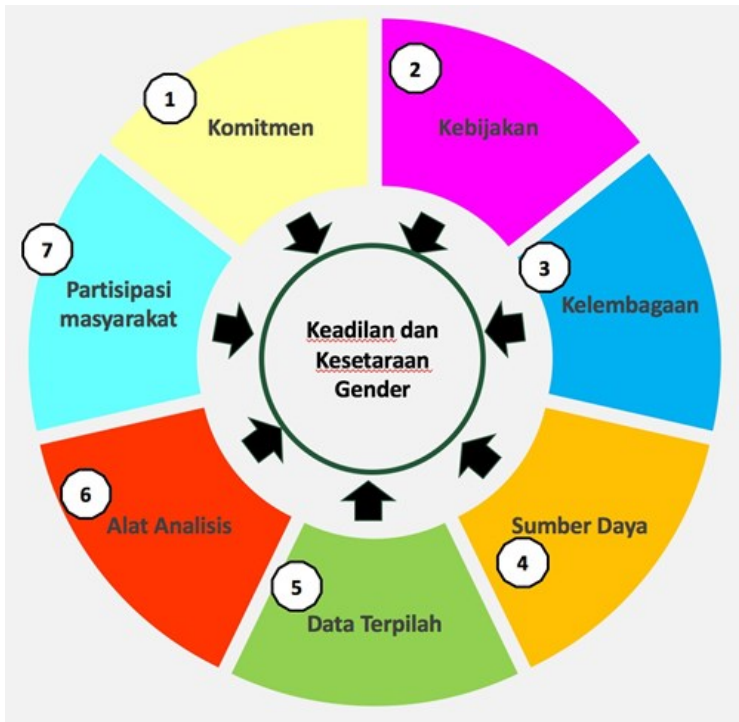 1
Komitmen
2
Kebijakan
3
Kelembagaan
4
Sumber Daya
5
Data Terpilah
6
Alat Analisis
7
Partisipasi
masyarakat
Keadilan dan
Kesetaraan
Gender